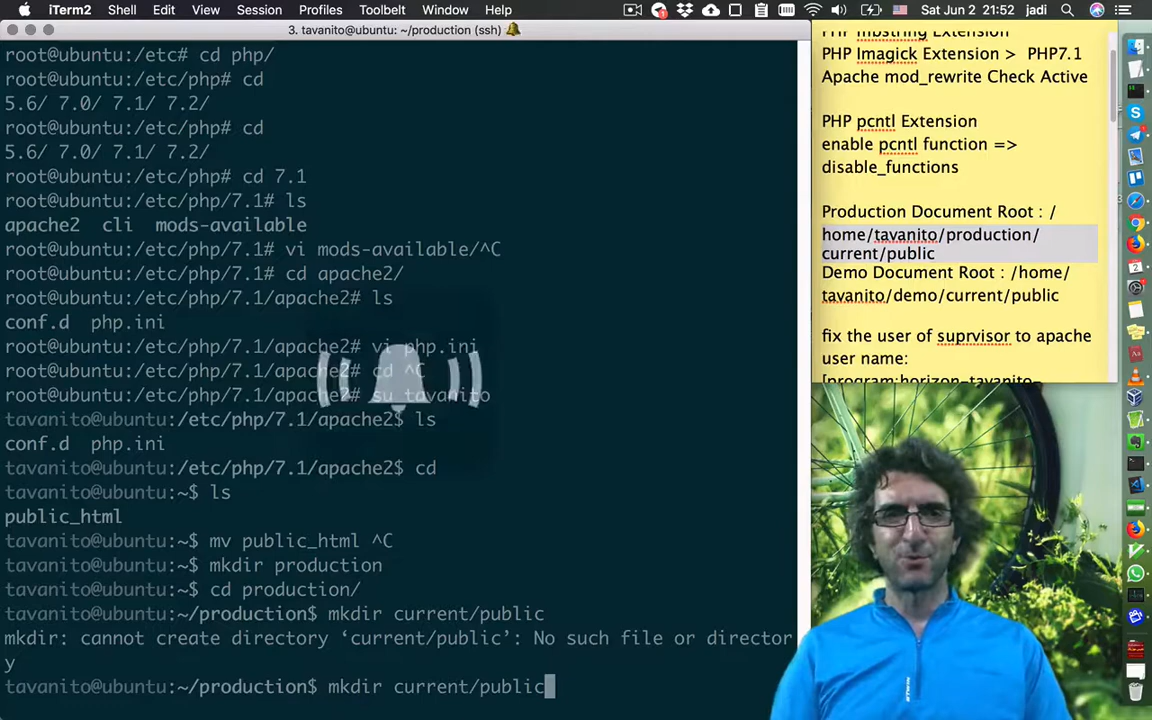 iTerm2 Shell Edit View Session Profiles Toolbelt Window Help Sat Jun 2 21:52 jadi
3. tavanito@ubuntu: ~/production (ssh)
root@ubuntu:/etc# cd php/
root@ubuntu:/etc/php# cd
5.6/ 7.0/ 7.1/ 7.2/
root@ubuntu:/etc/php# cd
5.6/ 7.0/ 7.1/ 7.2/
root@ubuntu:/etc/php# cd 7.1
root@ubuntu:/etc/php/7.1# ls
apache2 cli mods-available
root@ubuntu:/etc/php/7.1# vi mods-available/^C
root@ubuntu:/etc/php/7.1# cd apache2/
root@ubuntu:/etc/php/7.1/apache2# ls
conf.d php.ini
root@ubuntu:/etc/php/7.1/apache2# vi php.ini
root@ubuntu:/etc/php/7.1/apache2# cd ^C
root@ubuntu:/etc/php/7.1/apache2# su tavanito
tavanito@ubuntu:/etc/php/7.1/apache2$ ls
conf.d php.ini
tavanito@ubuntu:/etc/php/7.1/apache2$ cd
tavanito@ubuntu:~$ ls
public_html
tavanito@ubuntu:~$ mv public_html ^C
tavanito@ubuntu:~$ mkdir production
tavanito@ubuntu:~$ cd production/
tavanito@ubuntu:~/production$ mkdir current/public
mkdir: cannot create directory ‘current/public’: No such file or director
y
tavanito@ubuntu:~/production$ mkdir current/public
PHP mbstring Extension
PHP Imagick Extension > PHP7.1
Apache mod_rewrite Check Active
PHP pcntl Extension
enable pcntl function =>
disable_functions
Production Document Root : /
home/tavanito/production/
current/public
Demo Document Root : /home/
tavanito/demo/current/public
fix the user of suprvisor to apache
user name:
[program:horizon-tavanito